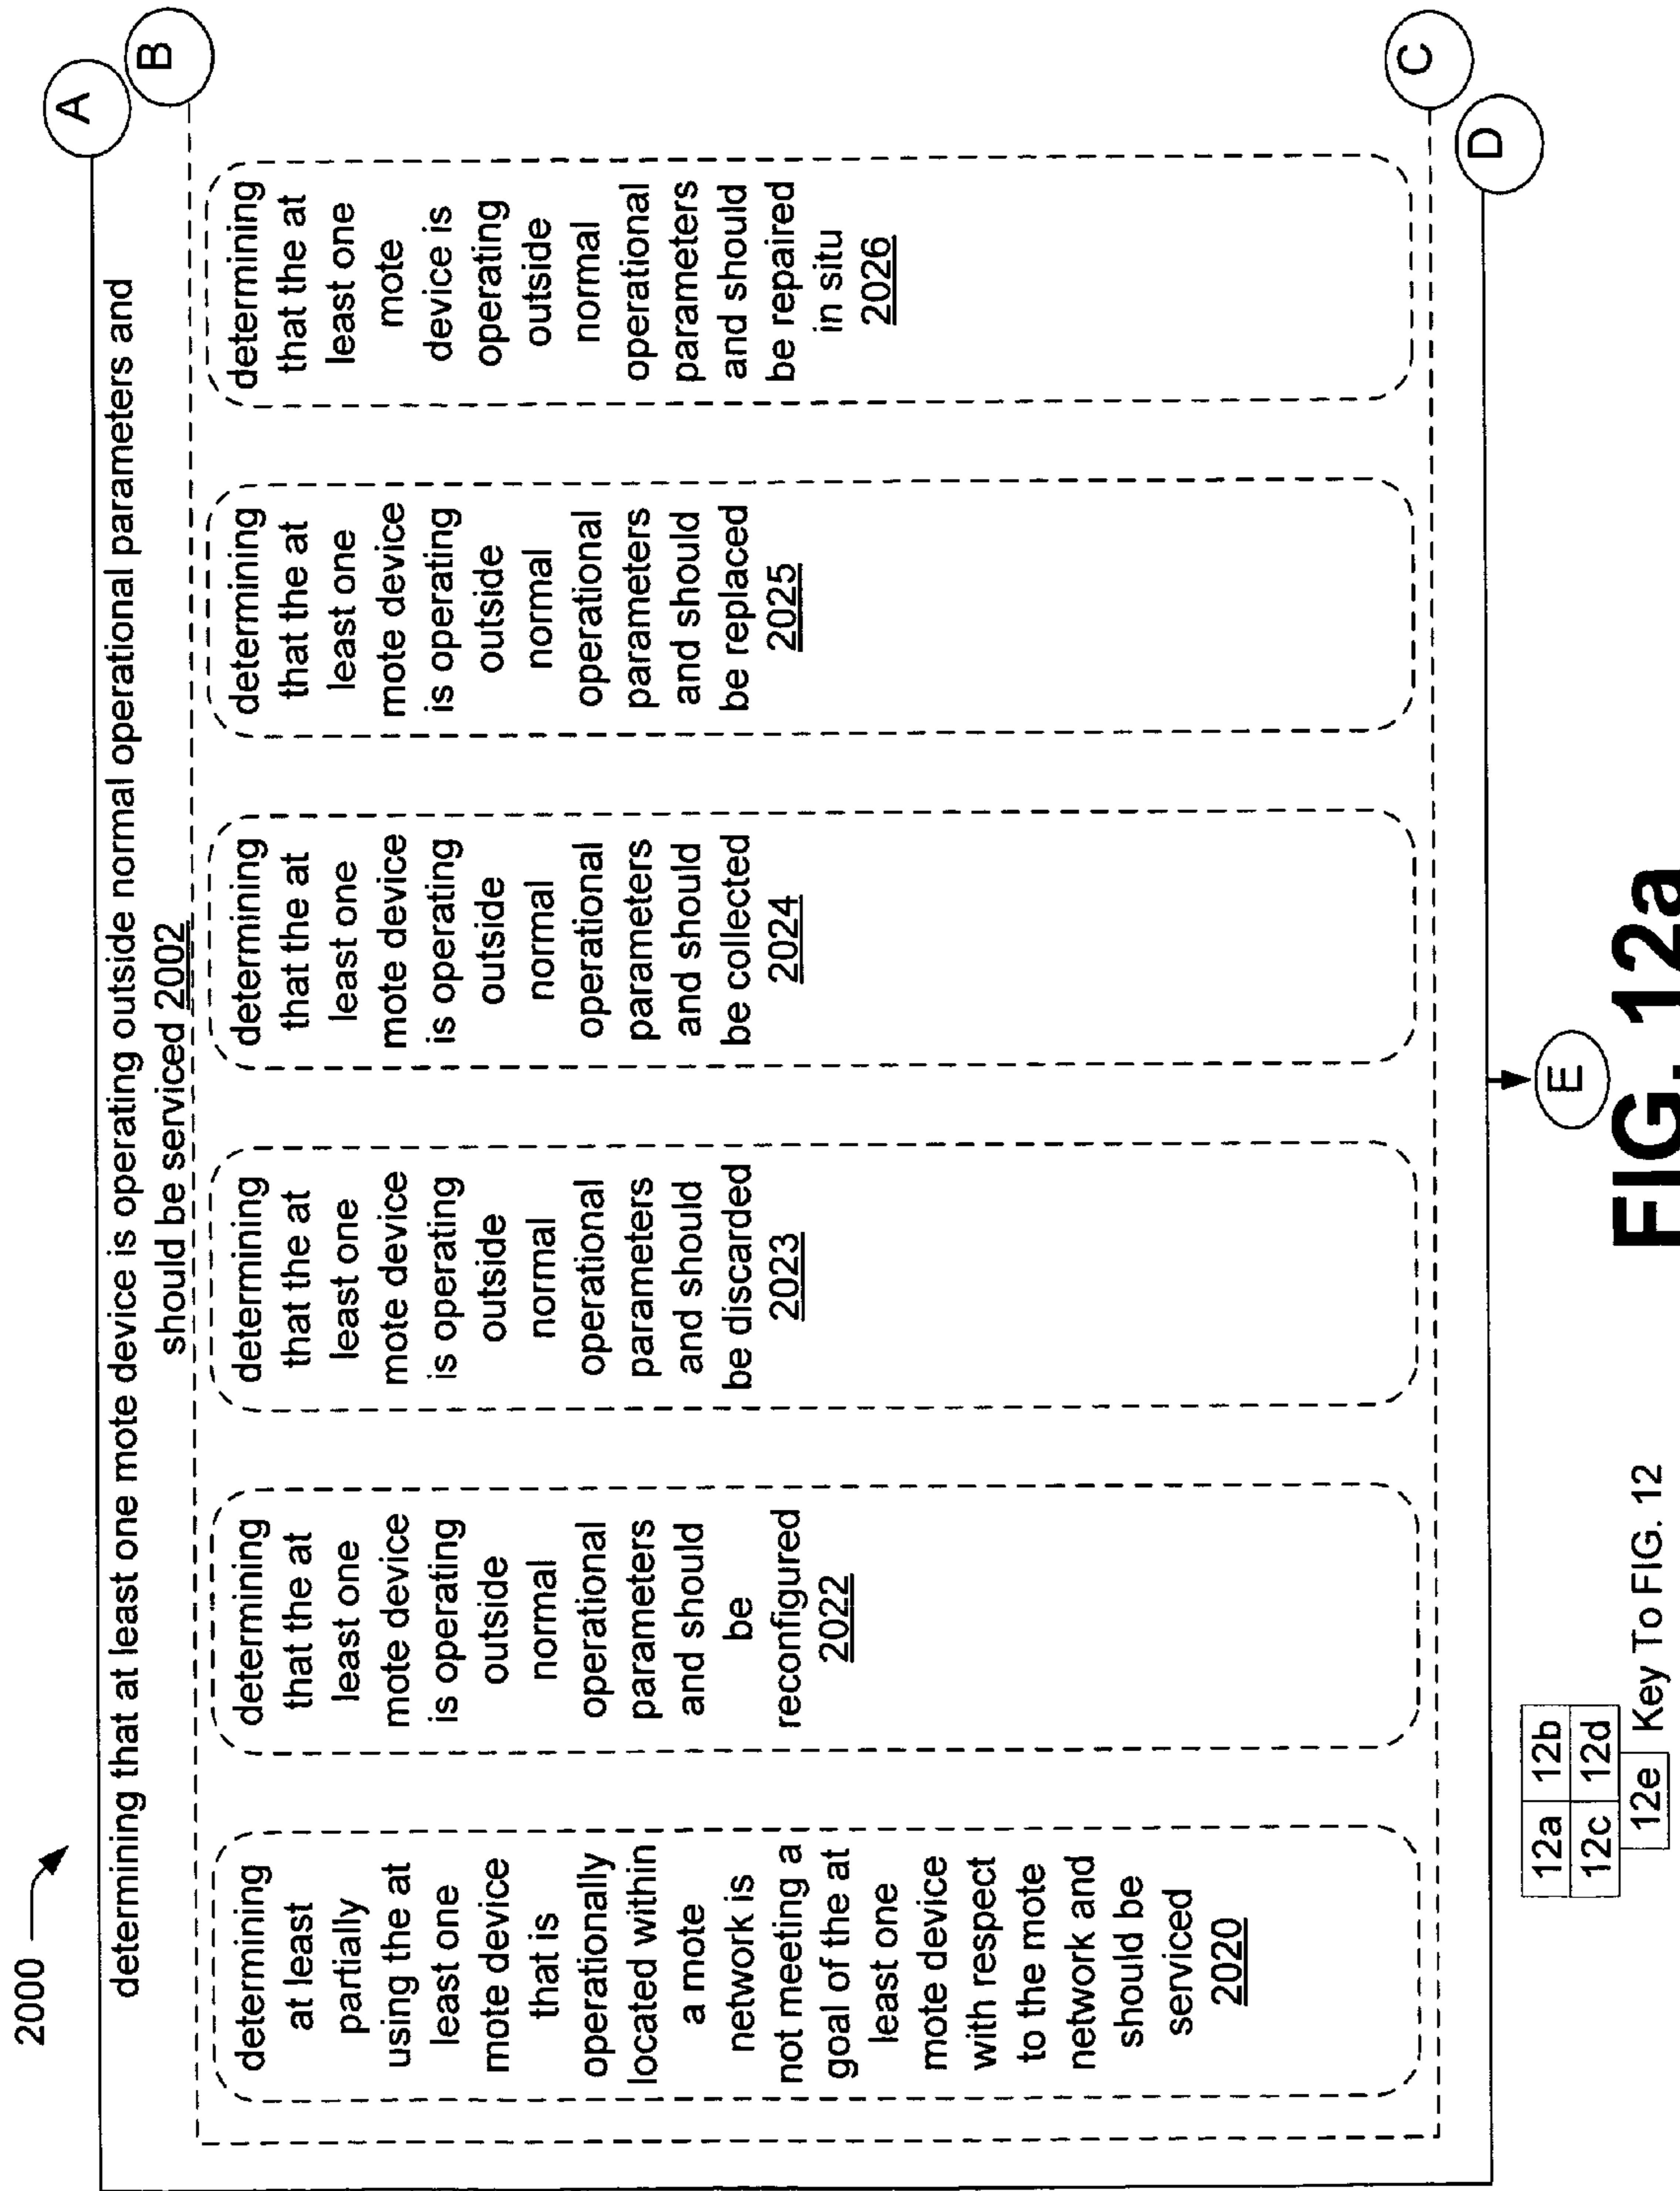 2000
A
B
determining that at least one mote device is operating outside normal operational parameters and
should be serviced 2002
determining
at least
partially
using the at
least one
mote device
that is
operationally
located within
a mote
network is
not meeting a
goal of the at
least one
mote device
with respect
to the mote
network and
should be
serviced
2020
determining
that the at
least one
mote device
is operating
outside
normal
operational
parameters
and should
be
reconfigured
2022
determining
that the at
least one
mote device
is operating
outside
normal
operational
parameters
and should
be discarded
2023
determining
that the at
least one
mote device
is operating
outside
normal
operational
parameters
and should
be collected
2024
determining
that the at
least one
mote device
is operating
outside
normal
operational
parameters
and should
be replaced
2025
determining
that the at
least one
mote
device is
operating
outside
normal
operational
parameters
and should
be repaired
in situ
2026
C
D
E
12a 12b
12c 12d
12e Key To FIG. 12
FIG. 12a